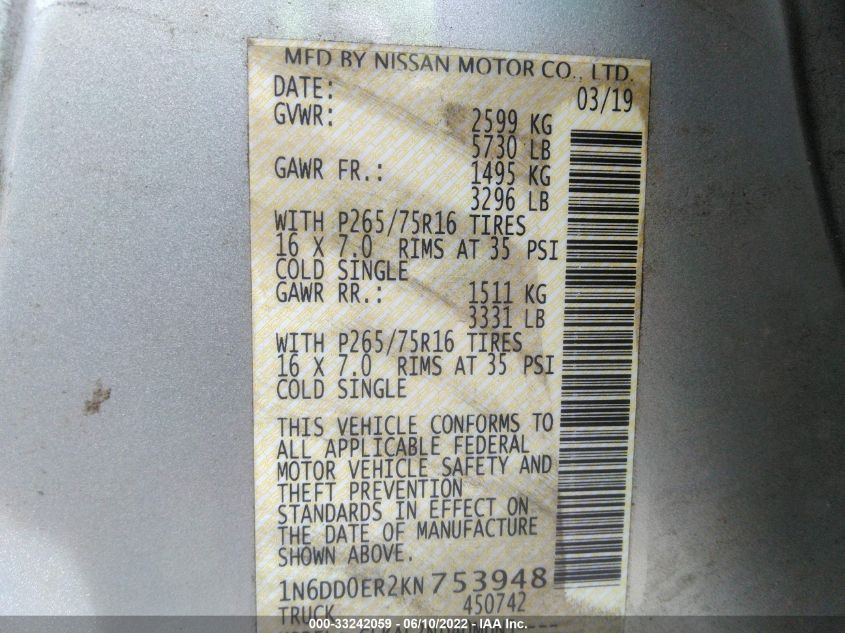 MFD BY NISSAN MOTOR CO., LTD.
DATE: 03/19
GVWR: 2599 KG
5730 LB
GAWR FR.: 1495 KG
3296 LB
WITH P265/75R16 TIRES
16 X 7.0 RIMS AT 35 PSI
COLD SINGLE
GAWR RR.: 1511 KG
3331 LB
WITH P265/75R16 TIRES
16 X 7.0 RIMS AT 35 PSI
COLD SINGLE
THIS VEHICLE CONFORMS TO
ALL APPLICABLE FEDERAL
MOTOR VEHICLE SAFETY AND
THEFT PREVENTION
STANDARDS IN EFFECT ON
THE DATE OF MANUFACTURE
SHOWN ABOVE.
1N6DD0ER2KN753948
TRUCK 450742
000-33242059 - 06/10/2022 - IAA Inc.